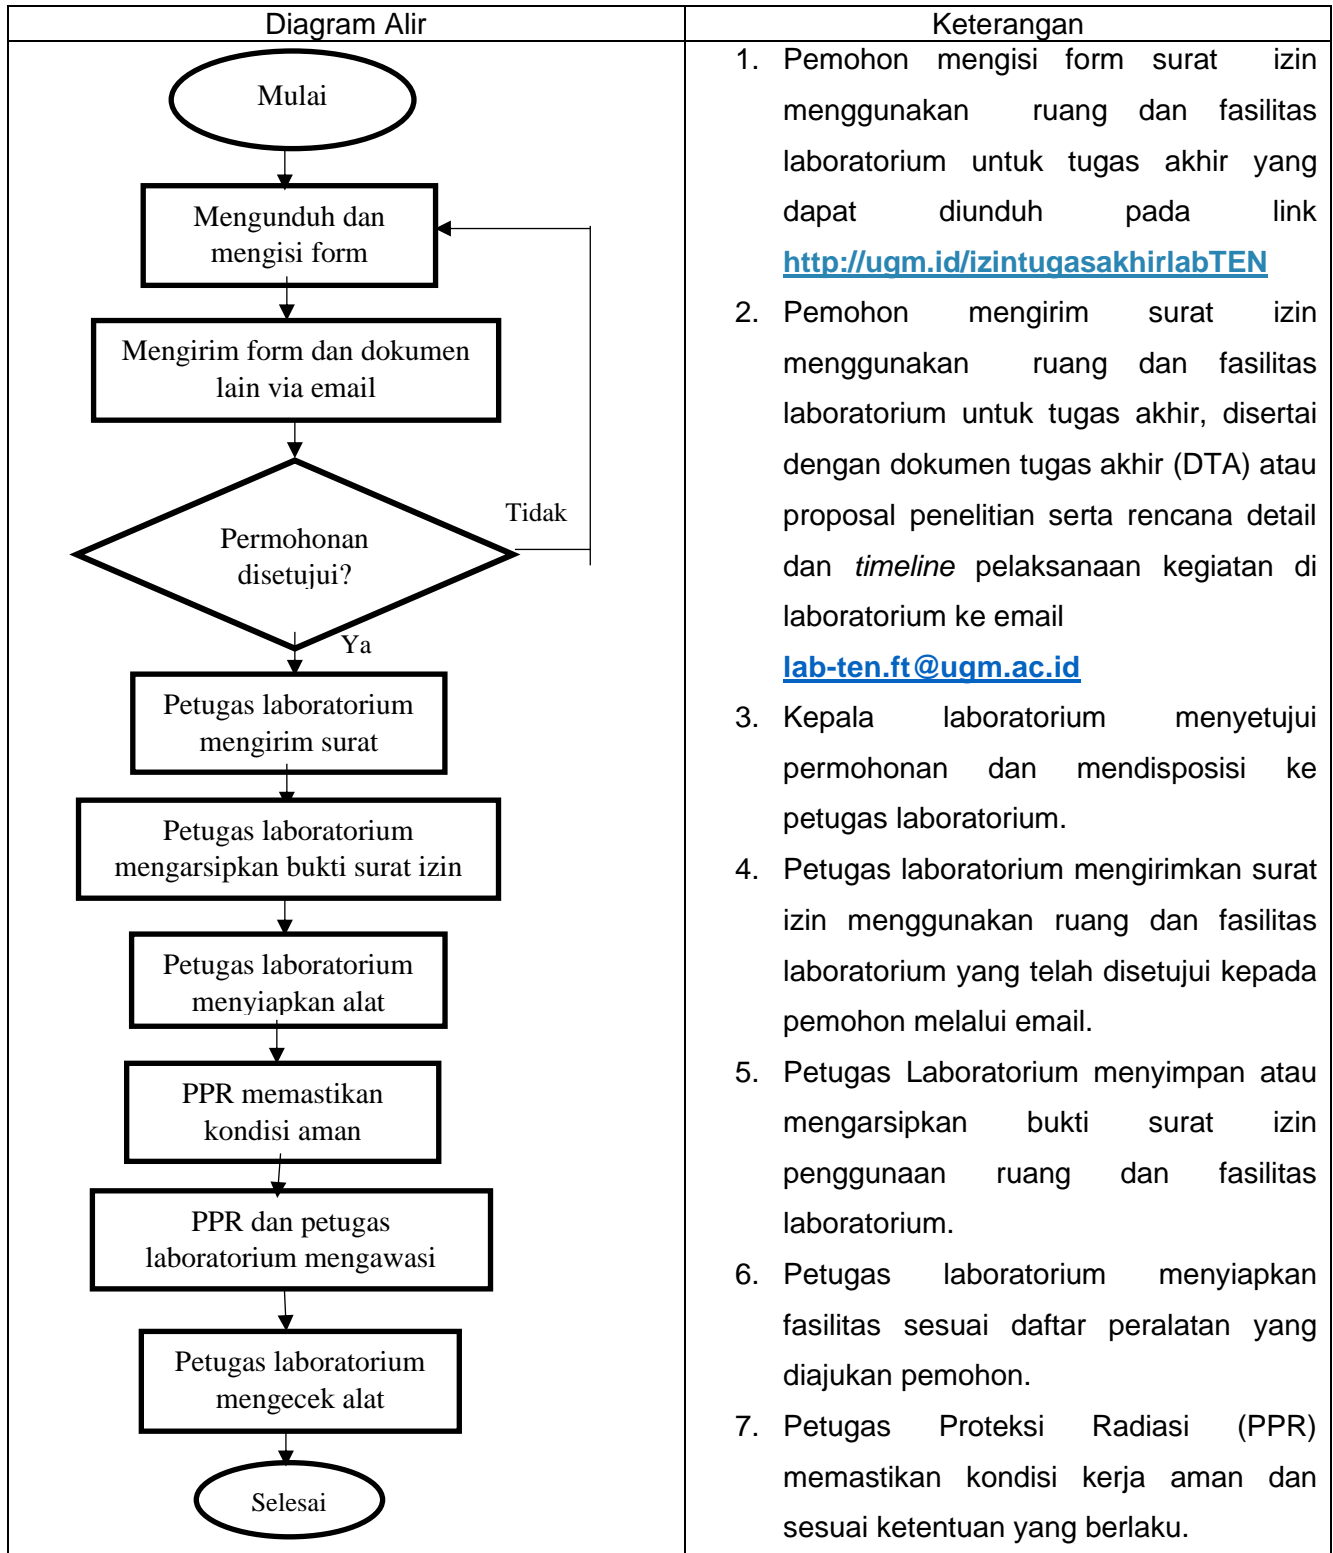 Diagram Alir
Mulai
Mengunduh dan
mengisi form
Mengirim form dan dokumen
lain via email
Permohonan
disetujui?
Tidak
Ya
Petugas laboratorium
mengirim surat
Petugas laboratorium
mengarsipkan bukti surat izin
Petugas laboratorium
menyiapkan alat
PPR memastikan
kondisi aman
PPR dan petugas
laboratorium mengawasi
Petugas laboratorium
mengecek alat
Selesai
Keterangan
1. Pemohon mengisi form surat izin
menggunakan ruang dan fasilitas
laboratorium untuk tugas akhir yang
dapat diunduh pada link
http://ugm.id/izintugasakhirlabTEN
2. Pemohon mengirim surat izin
menggunakan ruang dan fasilitas
laboratorium untuk tugas akhir, disertai
dengan dokumen tugas akhir (DTA) atau
proposal penelitian serta rencana detail
dan timeline pelaksanaan kegiatan di
laboratorium ke email
lab-ten.ft@ugm.ac.id
3. Kepala laboratorium menyetujui
permohonan dan mendisposisi ke
petugas laboratorium.
4. Petugas laboratorium mengirimkan surat
izin menggunakan ruang dan fasilitas
laboratorium yang telah disetujui kepada
pemohon melalui email.
5. Petugas Laboratorium menyimpan atau
mengarsipkan bukti surat izin
penggunaan ruang dan fasilitas
laboratorium.
6. Petugas laboratorium menyiapkan
fasilitas sesuai daftar peralatan yang
diajukan pemohon.
7. Petugas Proteksi Radiasi (PPR)
memastikan kondisi kerja aman dan
sesuai ketentuan yang berlaku.